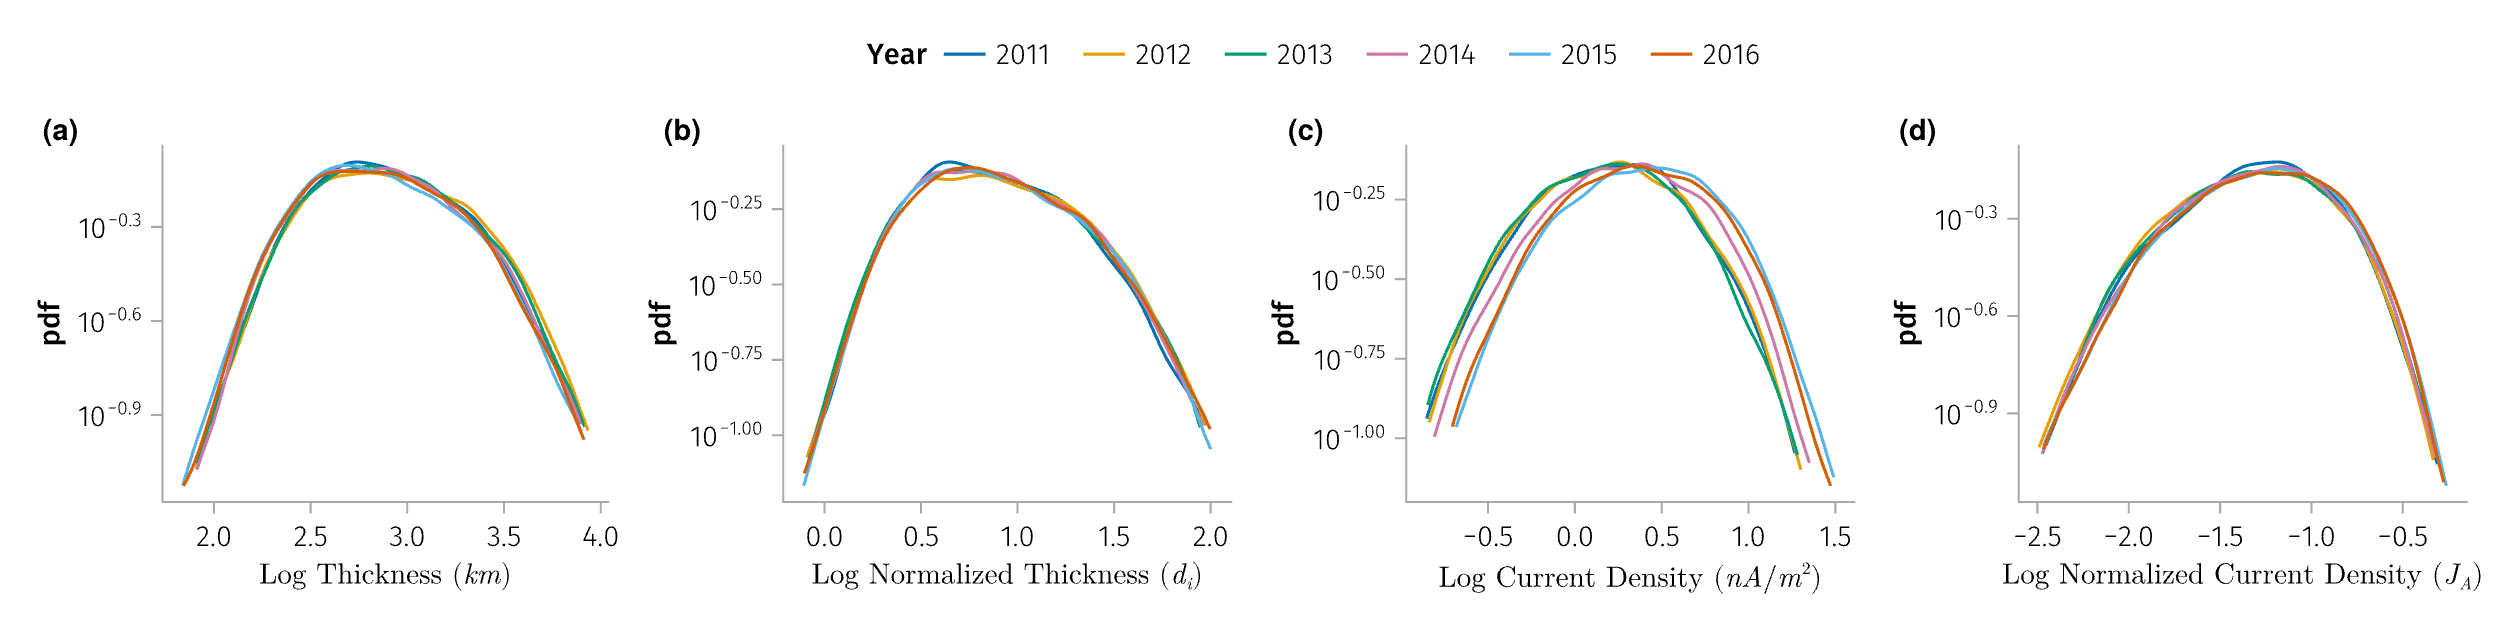 Year 2011 2012 2013 2014 2015 2016
(a) (b) (c) (d)
pdf
10^−0.3
10^−0.6
10^−0.9
2.0 2.5 3.0 3.5 4.0
Log Thickness (km)
pdf
10^−0.25
10^−0.50
10^−0.75
10^−1.00
0.0 0.5 1.0 1.5 2.0
Log Normalized Thickness (d_i)
pdf
10^−0.25
10^−0.50
10^−0.75
10^−1.00
−0.5 0.0 0.5 1.0 1.5
Log Current Density (nA/m²)
pdf
10^−0.3
10^−0.6
10^−0.9
−2.5 −2.0 −1.5 −1.0 −0.5
Log Normalized Current Density (J_A)